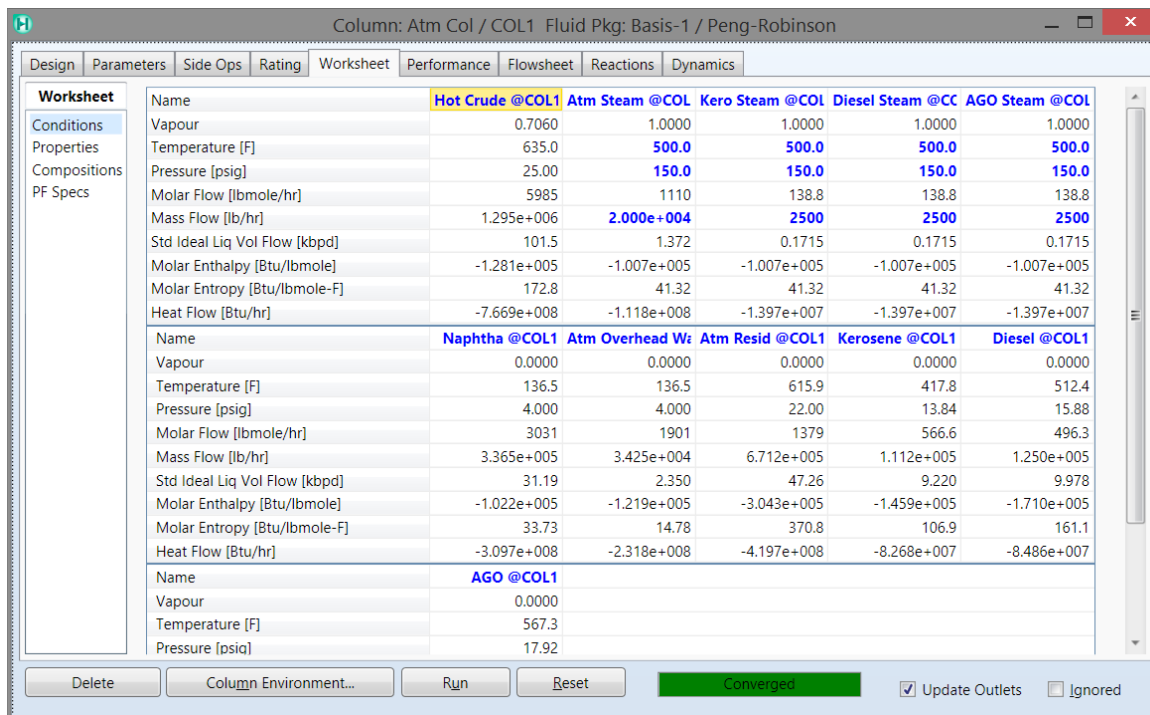 Column: Atm Col / COL1 Fluid Pkg: Basis-1 / Peng-Robinson
Design Parameters Side Ops Rating Worksheet Performance Flowsheet Reactions Dynamics
Worksheet
Conditions
Properties
Compositions
PF Specs
Name Hot Crude @COL1 Atm Steam @COL Kero Steam @COL Diesel Steam @CC AGO Steam @COL
Vapour 0.7060 1.0000 1.0000 1.0000 1.0000
Temperature [F] 635.0 500.0 500.0 500.0 500.0
Pressure [psig] 25.00 150.0 150.0 150.0 150.0
Molar Flow [lbmole/hr] 5985 1110 138.8 138.8 138.8
Mass Flow [lb/hr] 1.295e+006 2.000e+004 2500 2500 2500
Std Ideal Liq Vol Flow [kbpd] 101.5 1.372 0.1715 0.1715 0.1715
Molar Enthalpy [Btu/lbmole] -1.281e+005 -1.007e+005 -1.007e+005 -1.007e+005 -1.007e+005
Molar Entropy [Btu/lbmole-F] 172.8 41.32 41.32 41.32 41.32
Heat Flow [Btu/hr] -7.669e+008 -1.118e+008 -1.397e+007 -1.397e+007 -1.397e+007
Name Naphtha @COL1 Atm Overhead Wa Atm Resid @COL1 Kerosene @COL1 Diesel @COL1
Vapour 0.0000 0.0000 0.0000 0.0000 0.0000
Temperature [F] 136.5 136.5 615.9 417.8 512.4
Pressure [psig] 4.000 4.000 22.00 13.84 15.88
Molar Flow [lbmole/hr] 3031 1901 1379 566.6 496.3
Mass Flow [lb/hr] 3.365e+005 3.425e+004 6.712e+005 1.112e+005 1.250e+005
Std Ideal Liq Vol Flow [kbpd] 31.19 2.350 47.26 9.220 9.978
Molar Enthalpy [Btu/lbmole] -1.022e+005 -1.219e+005 -3.043e+005 -1.459e+005 -1.710e+005
Molar Entropy [Btu/lbmole-F] 33.73 14.78 370.8 106.9 161.1
Heat Flow [Btu/hr] -3.097e+008 -2.318e+008 -4.197e+008 -8.268e+007 -8.486e+007
Name AGO @COL1
Vapour 0.0000
Temperature [F] 567.3
Pressure [psig] 17.92
Delete Column Environment... Run Reset Converged Update Outlets Ignored